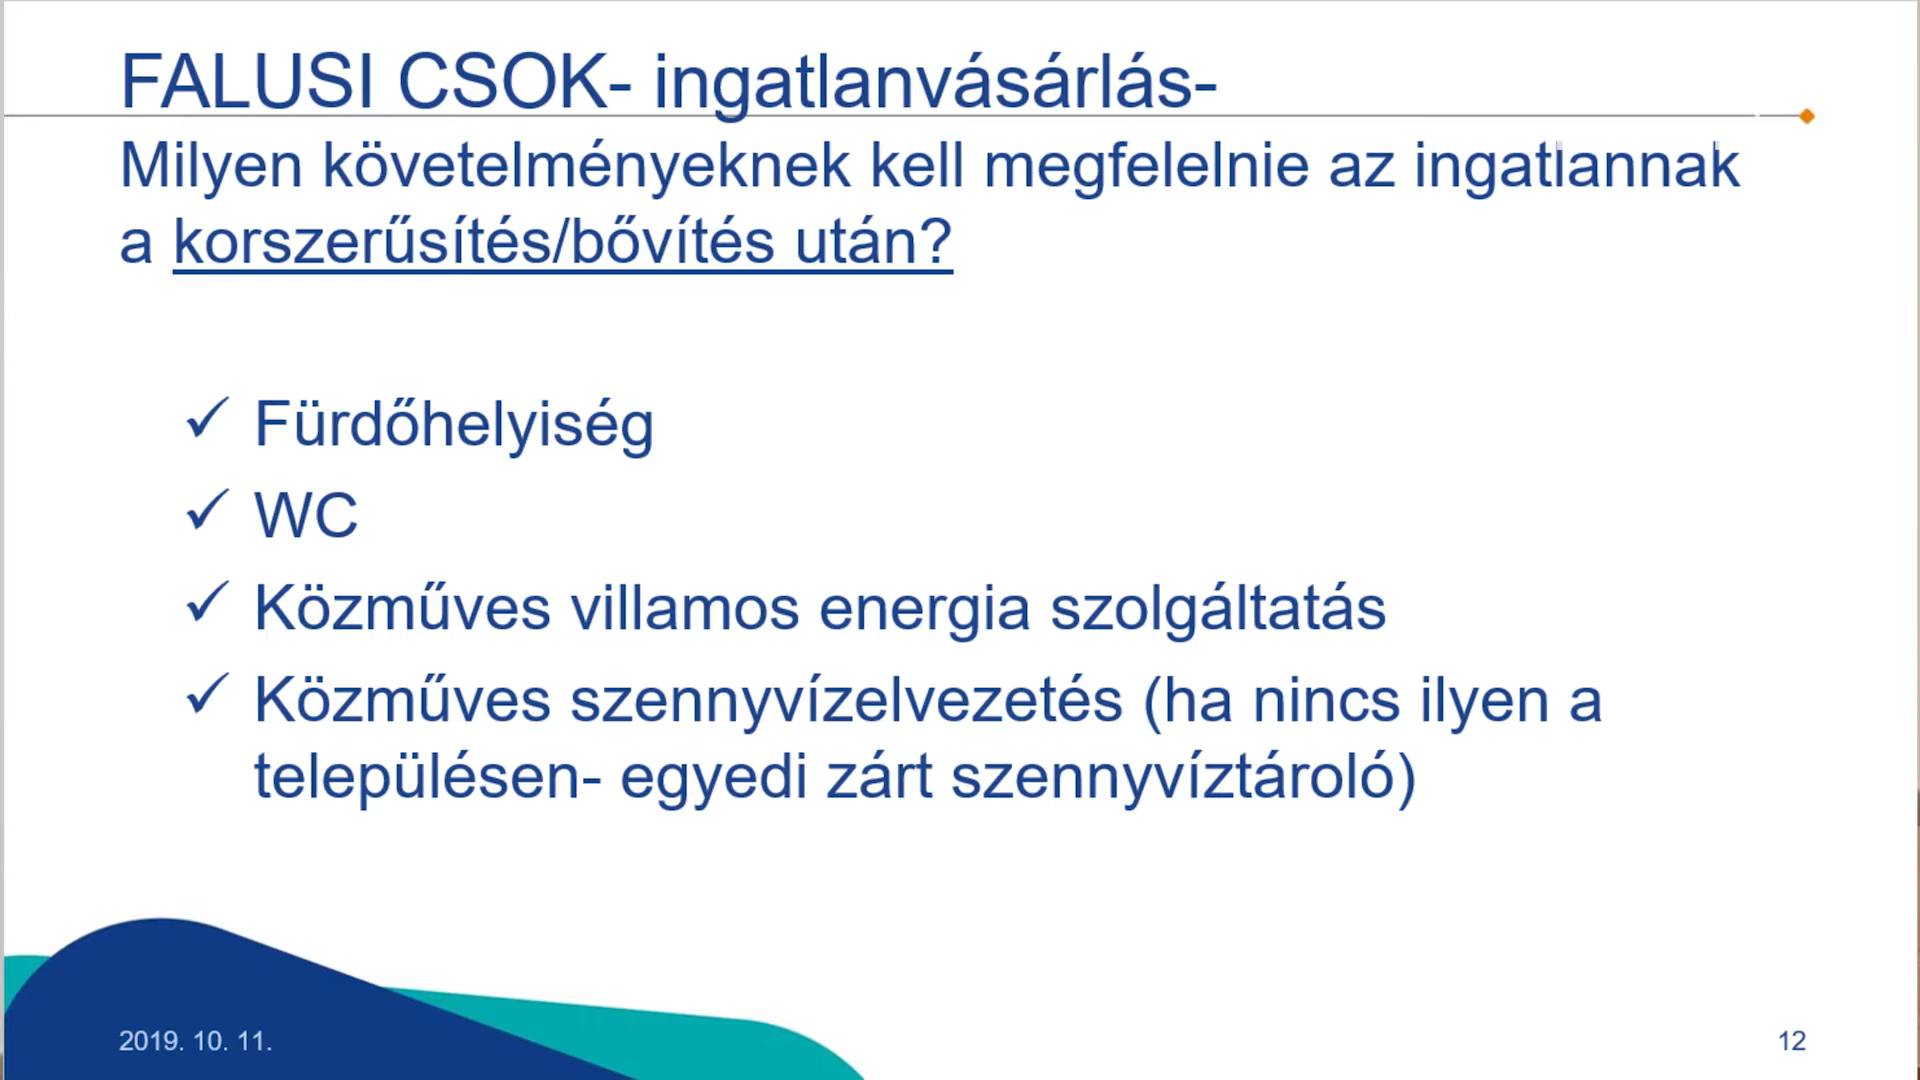 FALUSI CSOK- ingatlanvásárlás-
Milyen követelményeknek kell megfelelnie az ingatlannak
a korszerűsítés/bővítés után?
✓ Fürdőhelyiség
✓ WC
✓ Közműves villamos energia szolgáltatás
✓ Közműves szennyvízelvezetés (ha nincs ilyen a
településen- egyedi zárt szennyvíztároló)
2019. 10. 11.
12